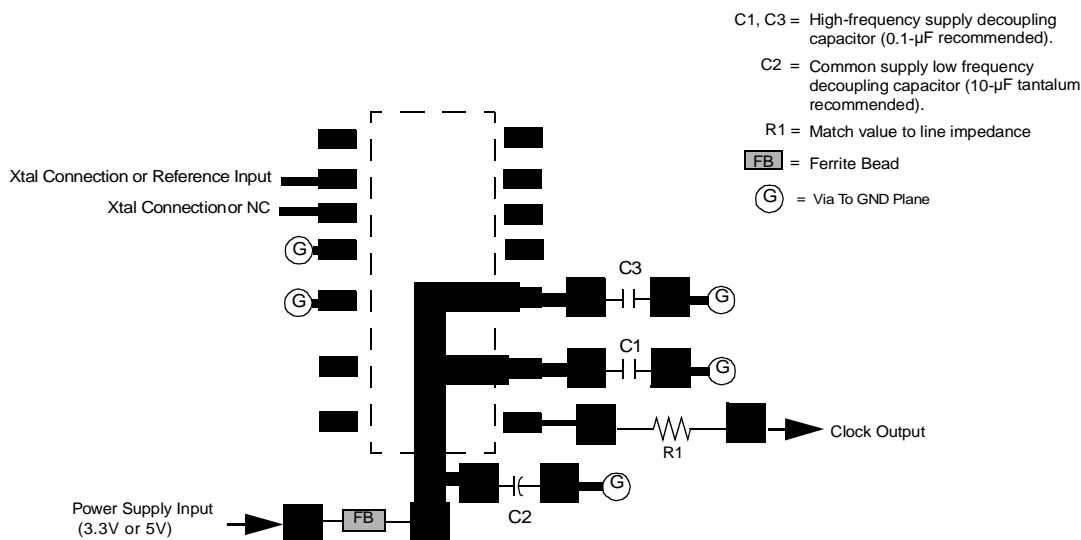 C1, C3 = High-frequency supply decoupling
capacitor (0.1-µF recommended).
C2 = Common supply low frequency
decoupling capacitor (10-µF tantalum
recommended).
R1 = Match value to line impedance
FB = Ferrite Bead
G = Via To GND Plane
Xtal Connection or Reference Input
Xtal Connection or NC
G
G
C3
G
C1
G
Clock Output
R1
G
C2
Power Supply Input
(3.3V or 5V)
FB